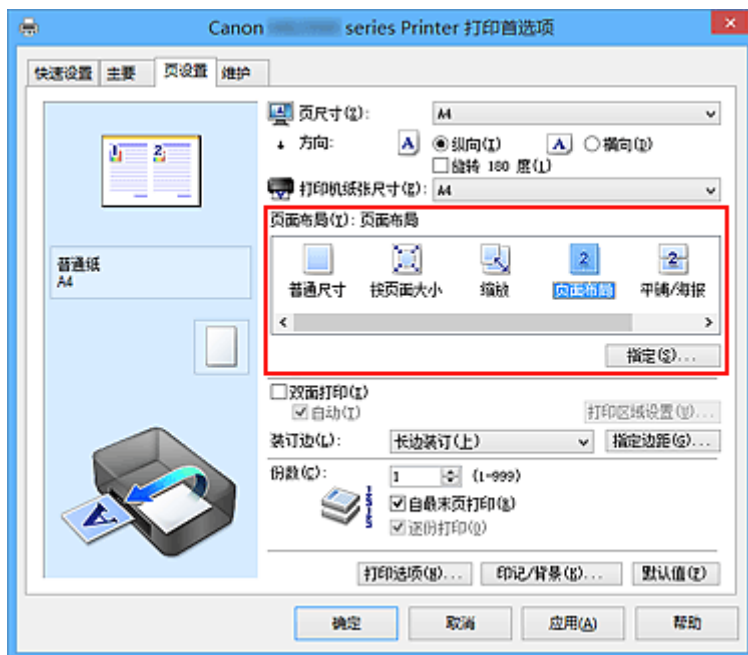 Canon series Printer 打印首选项
快速设置 主要 页设置 维护
页尺寸(Z): A4
方向: A 纵向(I) A 横向(D)
旋转 180 度(L)
打印机纸张尺寸(E): A4
页面布局(Y): 页面布局
普通尺寸 按页面大小 缩放 页面布局 平铺/海报
指定(S)...
普通纸
A4
双面打印(X)
自动(T) 打印区域设置(U)...
装订边(L): 长边装订(上) 指定边距(G)...
份数(C): 1 (1-999)
自最末页打印(R)
逐份打印(O)
打印选项(N)... 印记/背景(K)... 默认值(F)
确定 取消 应用(A) 帮助